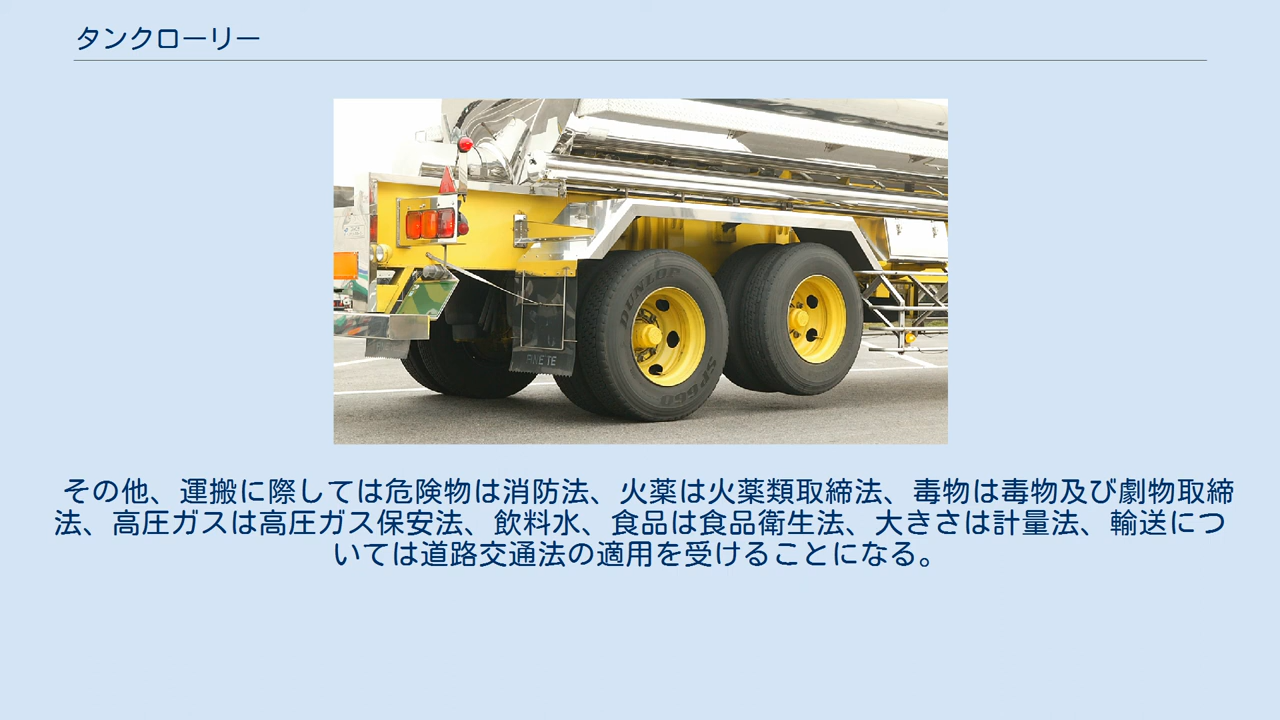 タンクローリー
DUNLOP
SP660
その他、運搬に際しては危険物は消防法、火薬は火薬類取締法、毒物は毒物及び劇物取締
法、高圧ガスは高圧ガス保安法、飲料水、食品は食品衛生法、大きさは計量法、輸送につ
いては道路交通法の適用を受けることになる。